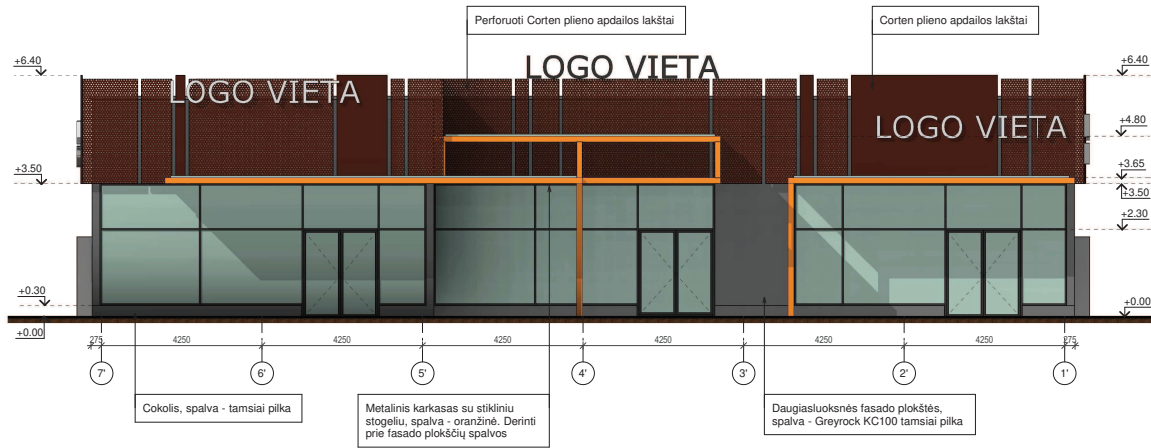 Perforuoti Corten plieno apdailos lakštai
Corten plieno apdailos lakštai
LOGO VIETA
LOGO VIETA
LOGO VIETA
+6.40
+3.50
+0.30
+0.00
+6.40
+4.80
+3.65
+3.50
+2.30
+0.00
275 4250 4250 4250 4250 4250 4250 275
7' 6' 5' 4' 3' 2' 1'
Cokolis, spalva - tamsiai pilka
Metalinis karkasas su stikliniu
stogeliu, spalva - oranžinė. Derinti
prie fasado plokščių spalvos
Daugiasluoksnės fasado plokštės,
spalva - Greyrock KC100 tamsiai pilka